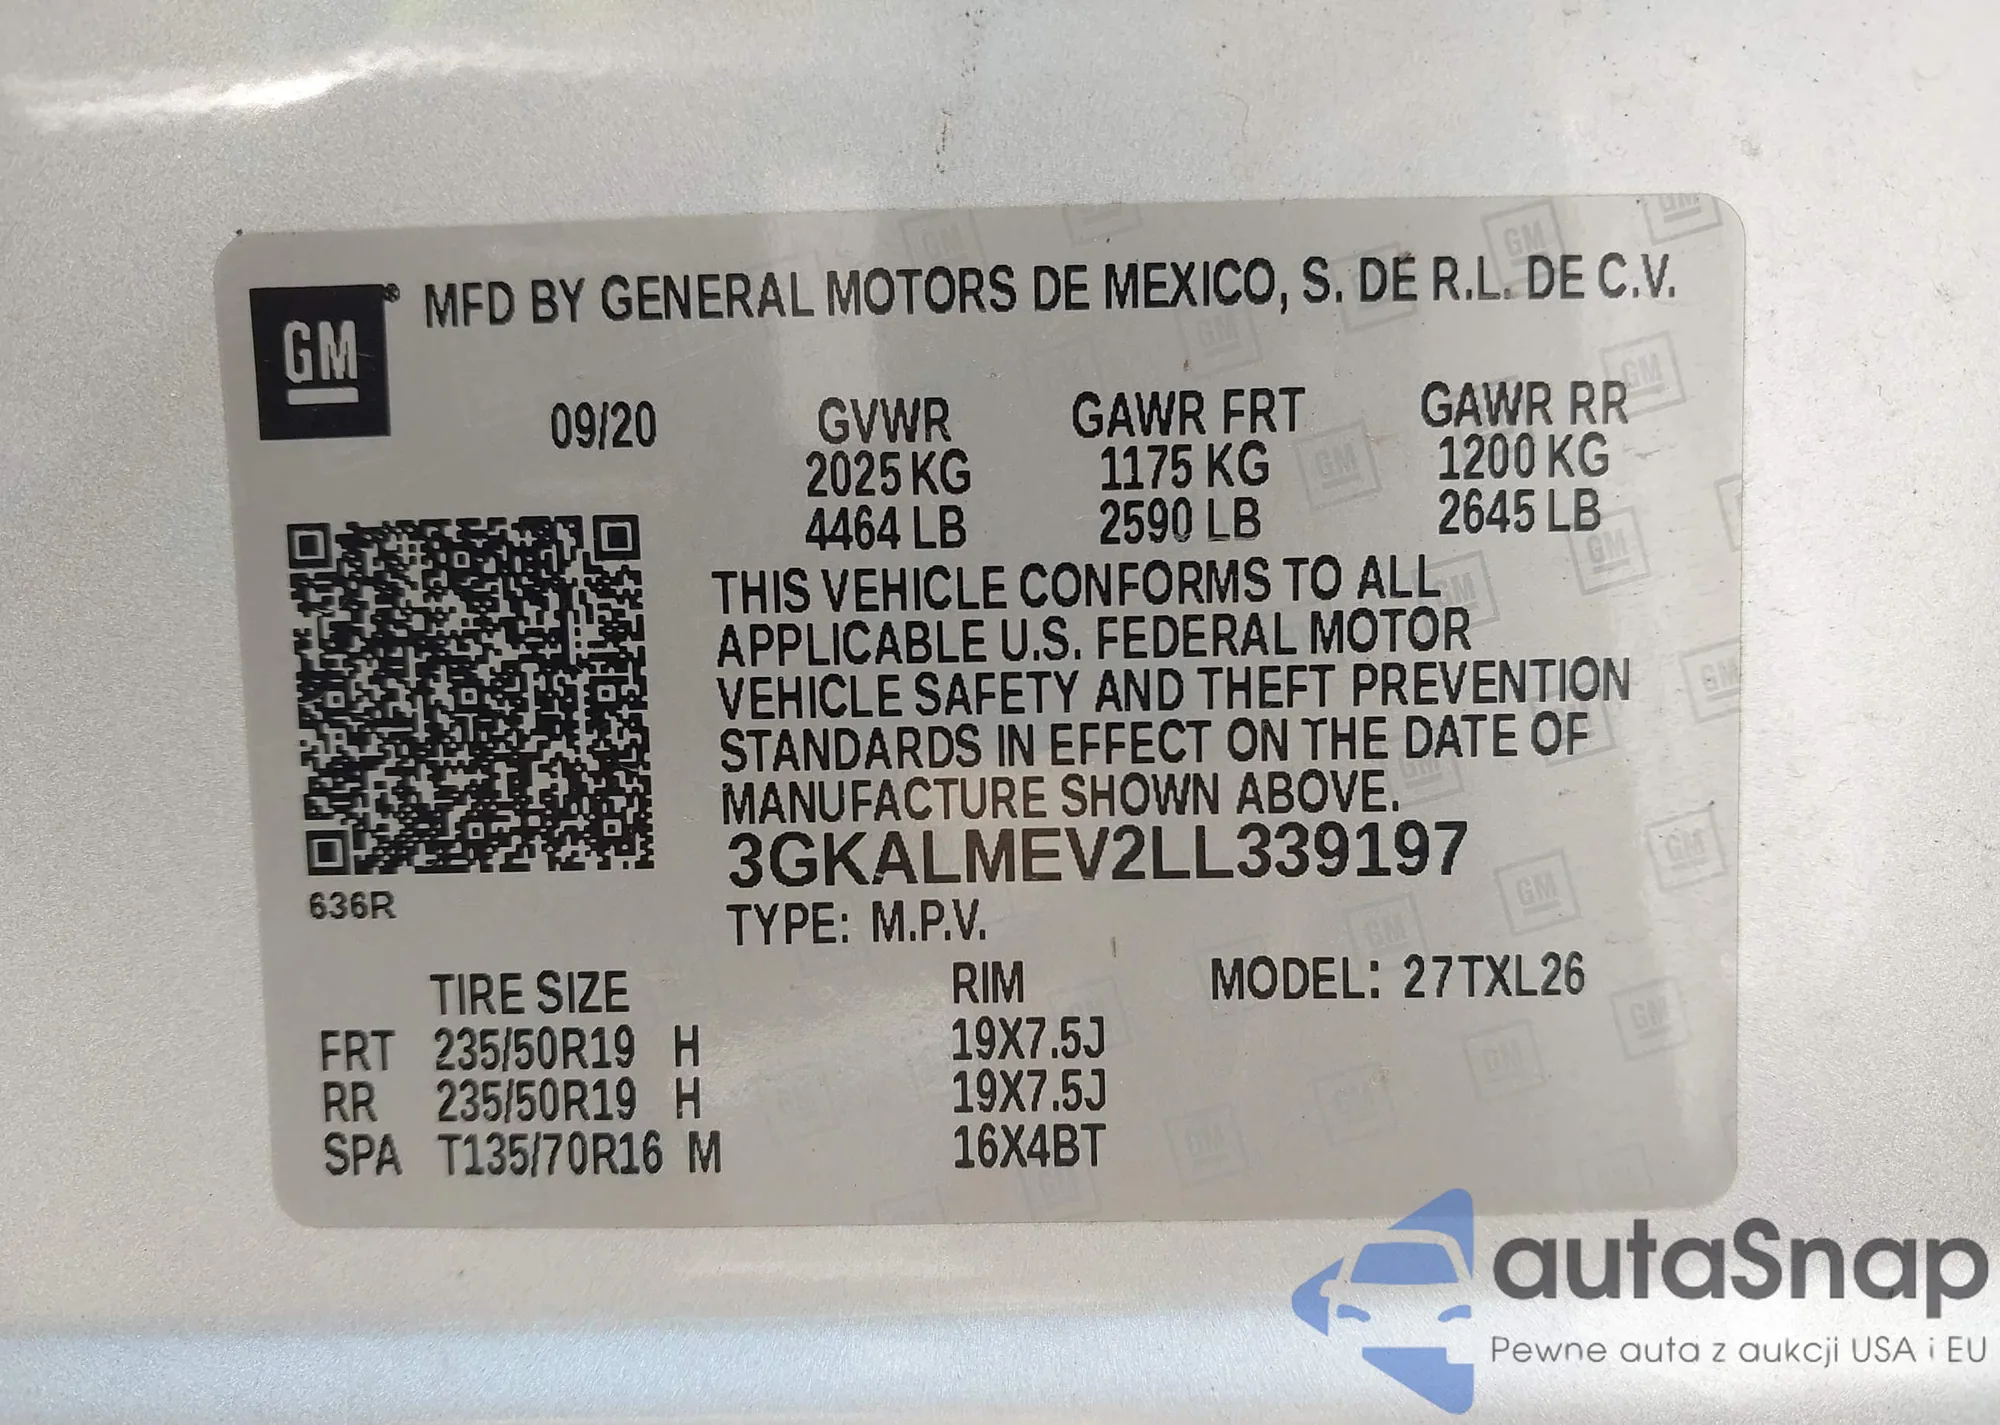 GM® MFD BY GENERAL MOTORS DE MEXICO, S. DE R.L. DE C.V.
09/20 GVWR GAWR FRT GAWR RR
2025 KG 1175 KG 1200 KG
4464 LB 2590 LB 2645 LB
THIS VEHICLE CONFORMS TO ALL
APPLICABLE U.S. FEDERAL MOTOR
VEHICLE SAFETY AND THEFT PREVENTION
STANDARDS IN EFFECT ON THE DATE OF
MANUFACTURE SHOWN ABOVE.
3GKALMEV2LL339197
636R
TYPE: M.P.V.
TIRE SIZE RIM MODEL: 27TXL26
FRT 235/50R19 H 19X7.5J
RR 235/50R19 H 19X7.5J
SPA T135/70R16 M 16X4BT
autaSnap
Pewne auta z aukcji USA i EU